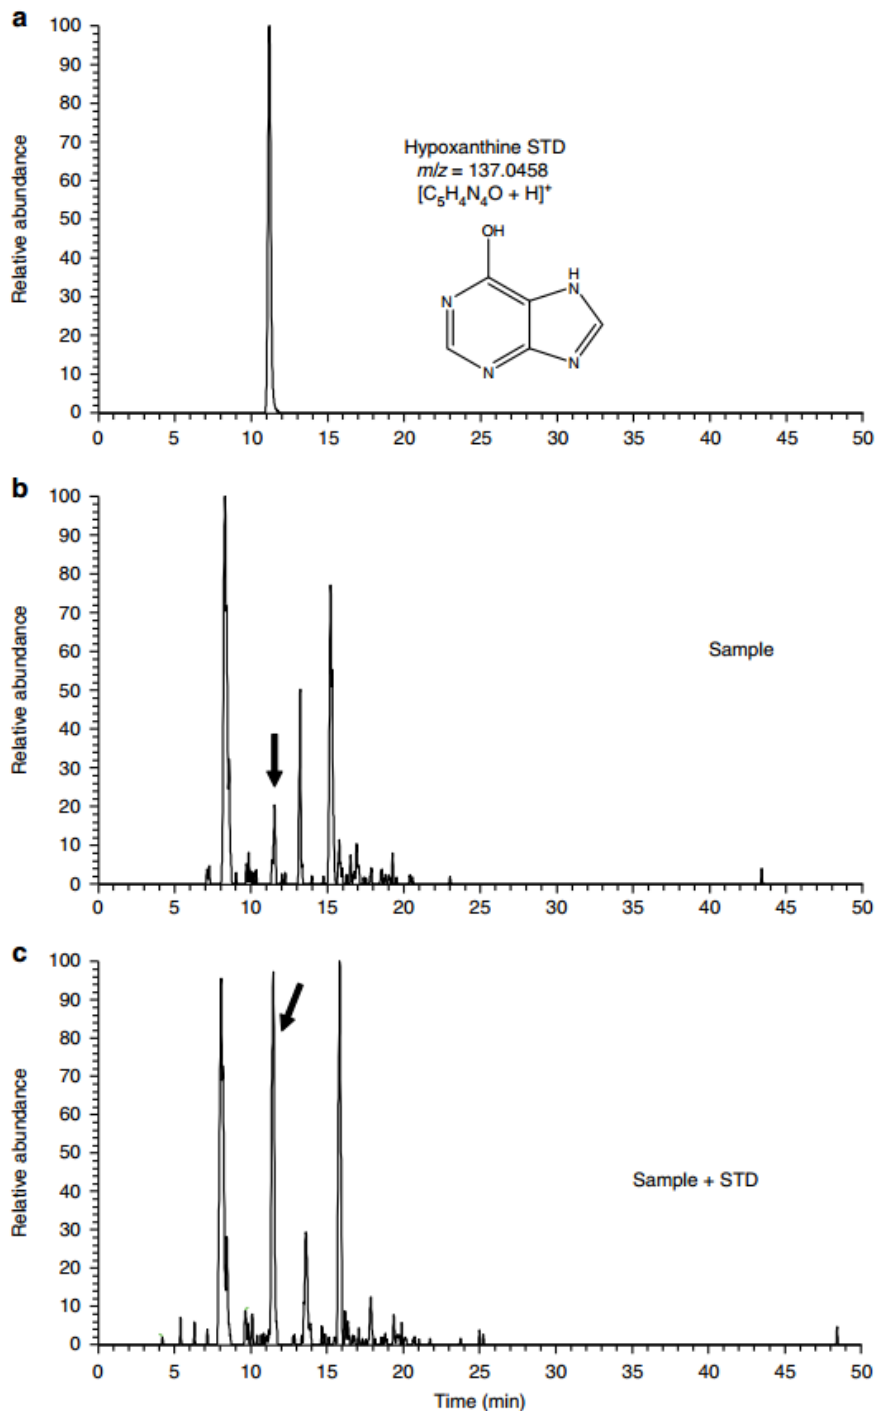 a
Relative abundance
100
90
80
70
60
50
40
30
20
10
0
Hypoxanthine STD
m/z = 137.0458
[C₅H₄N₄O + H]⁺
OH
N
N
H
N
N
0 5 10 15 20 25 30 35 40 45 50
b
Relative abundance
100
90
80
70
60
50
40
30
20
10
0
Sample
0 5 10 15 20 25 30 35 40 45 50
c
Relative abundance
100
90
80
70
60
50
40
30
20
10
0
Sample + STD
0 5 10 15 20 25 30 35 40 45 50
Time (min)